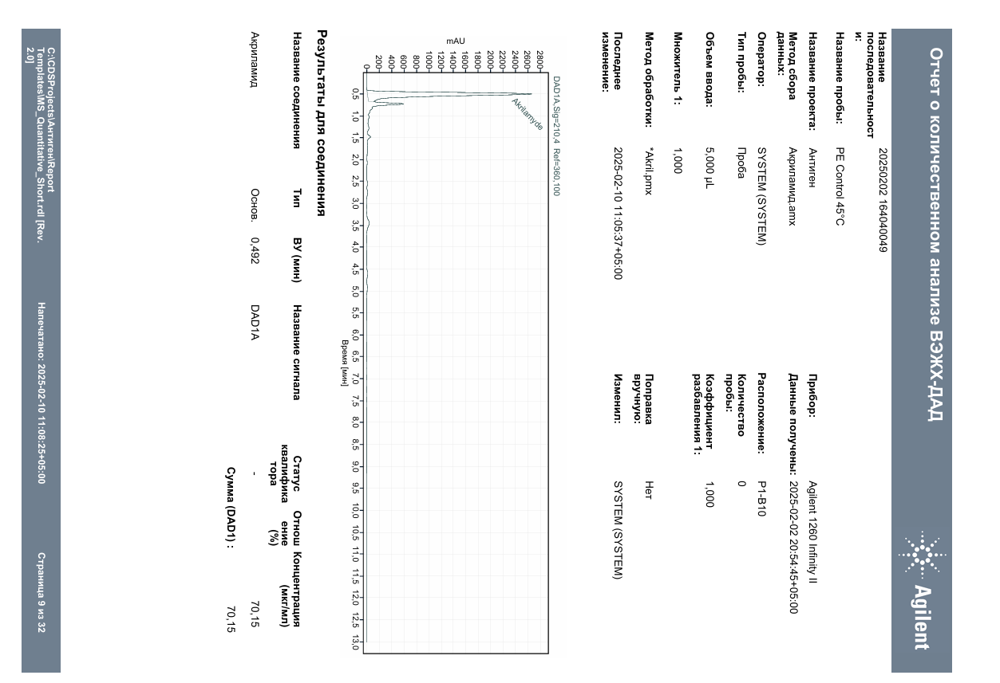 Отчет о количественном анализе ВЭЖХ-ДАД
Agilent
Название
последовательност
и:
20250202 164040049
Название пробы:
PE Control 45°C
Название проекта:
Антиген
Прибор:
Agilent 1260 Infinity II
Метод сбора
данных:
Акриламид.amx
Данные получены:
2025-02-02 20:54:45+05:00
Оператор:
SYSTEM (SYSTEM)
Расположение:
P1-B10
Тип пробы:
Проба
Количество
пробы:
0
Объем ввода:
5,000 µL
Коэффициент
разбавления 1:
1,000
Множитель 1:
1,000
Метод обработки:
*Akril.pmx
Поправка
вручную:
Нет
Последнее
изменение:
2025-02-10 11:05:37+05:00
Изменил:
SYSTEM (SYSTEM)
DAD1A,Sig=210,4 Ref=360,100
mAU
2800
2600
2400
2200
2000
1800
1600
1400
1200
1000
800
600
400
200
0
Akrilamyde
0,5 1,0 1,5 2,0 2,5 3,0 3,5 4,0 4,5 5,0 5,5 6,0 6,5 7,0 7,5 8,0 8,5 9,0 9,5 10,0 10,5 11,0 11,5 12,0 12,5 13,0
Время [мин]
Результаты для соединения
Название соединения
Тип
ВУ (мин)
Название сигнала
Статус
квалифика
тора
Отнош
ение
(%)
Концентрация
(мкг/мл)
Акриламид
Основ.
0,492
DAD1A
-
70,15
Сумма (DAD1) :
70,15
C:\CDSProjects\Антиген\Report
Templates\MS_Quantitative_Short.rdl [Rev.
2.0]
Напечатано: 2025-02-10 11:08:25+05:00
Страница 9 из 32